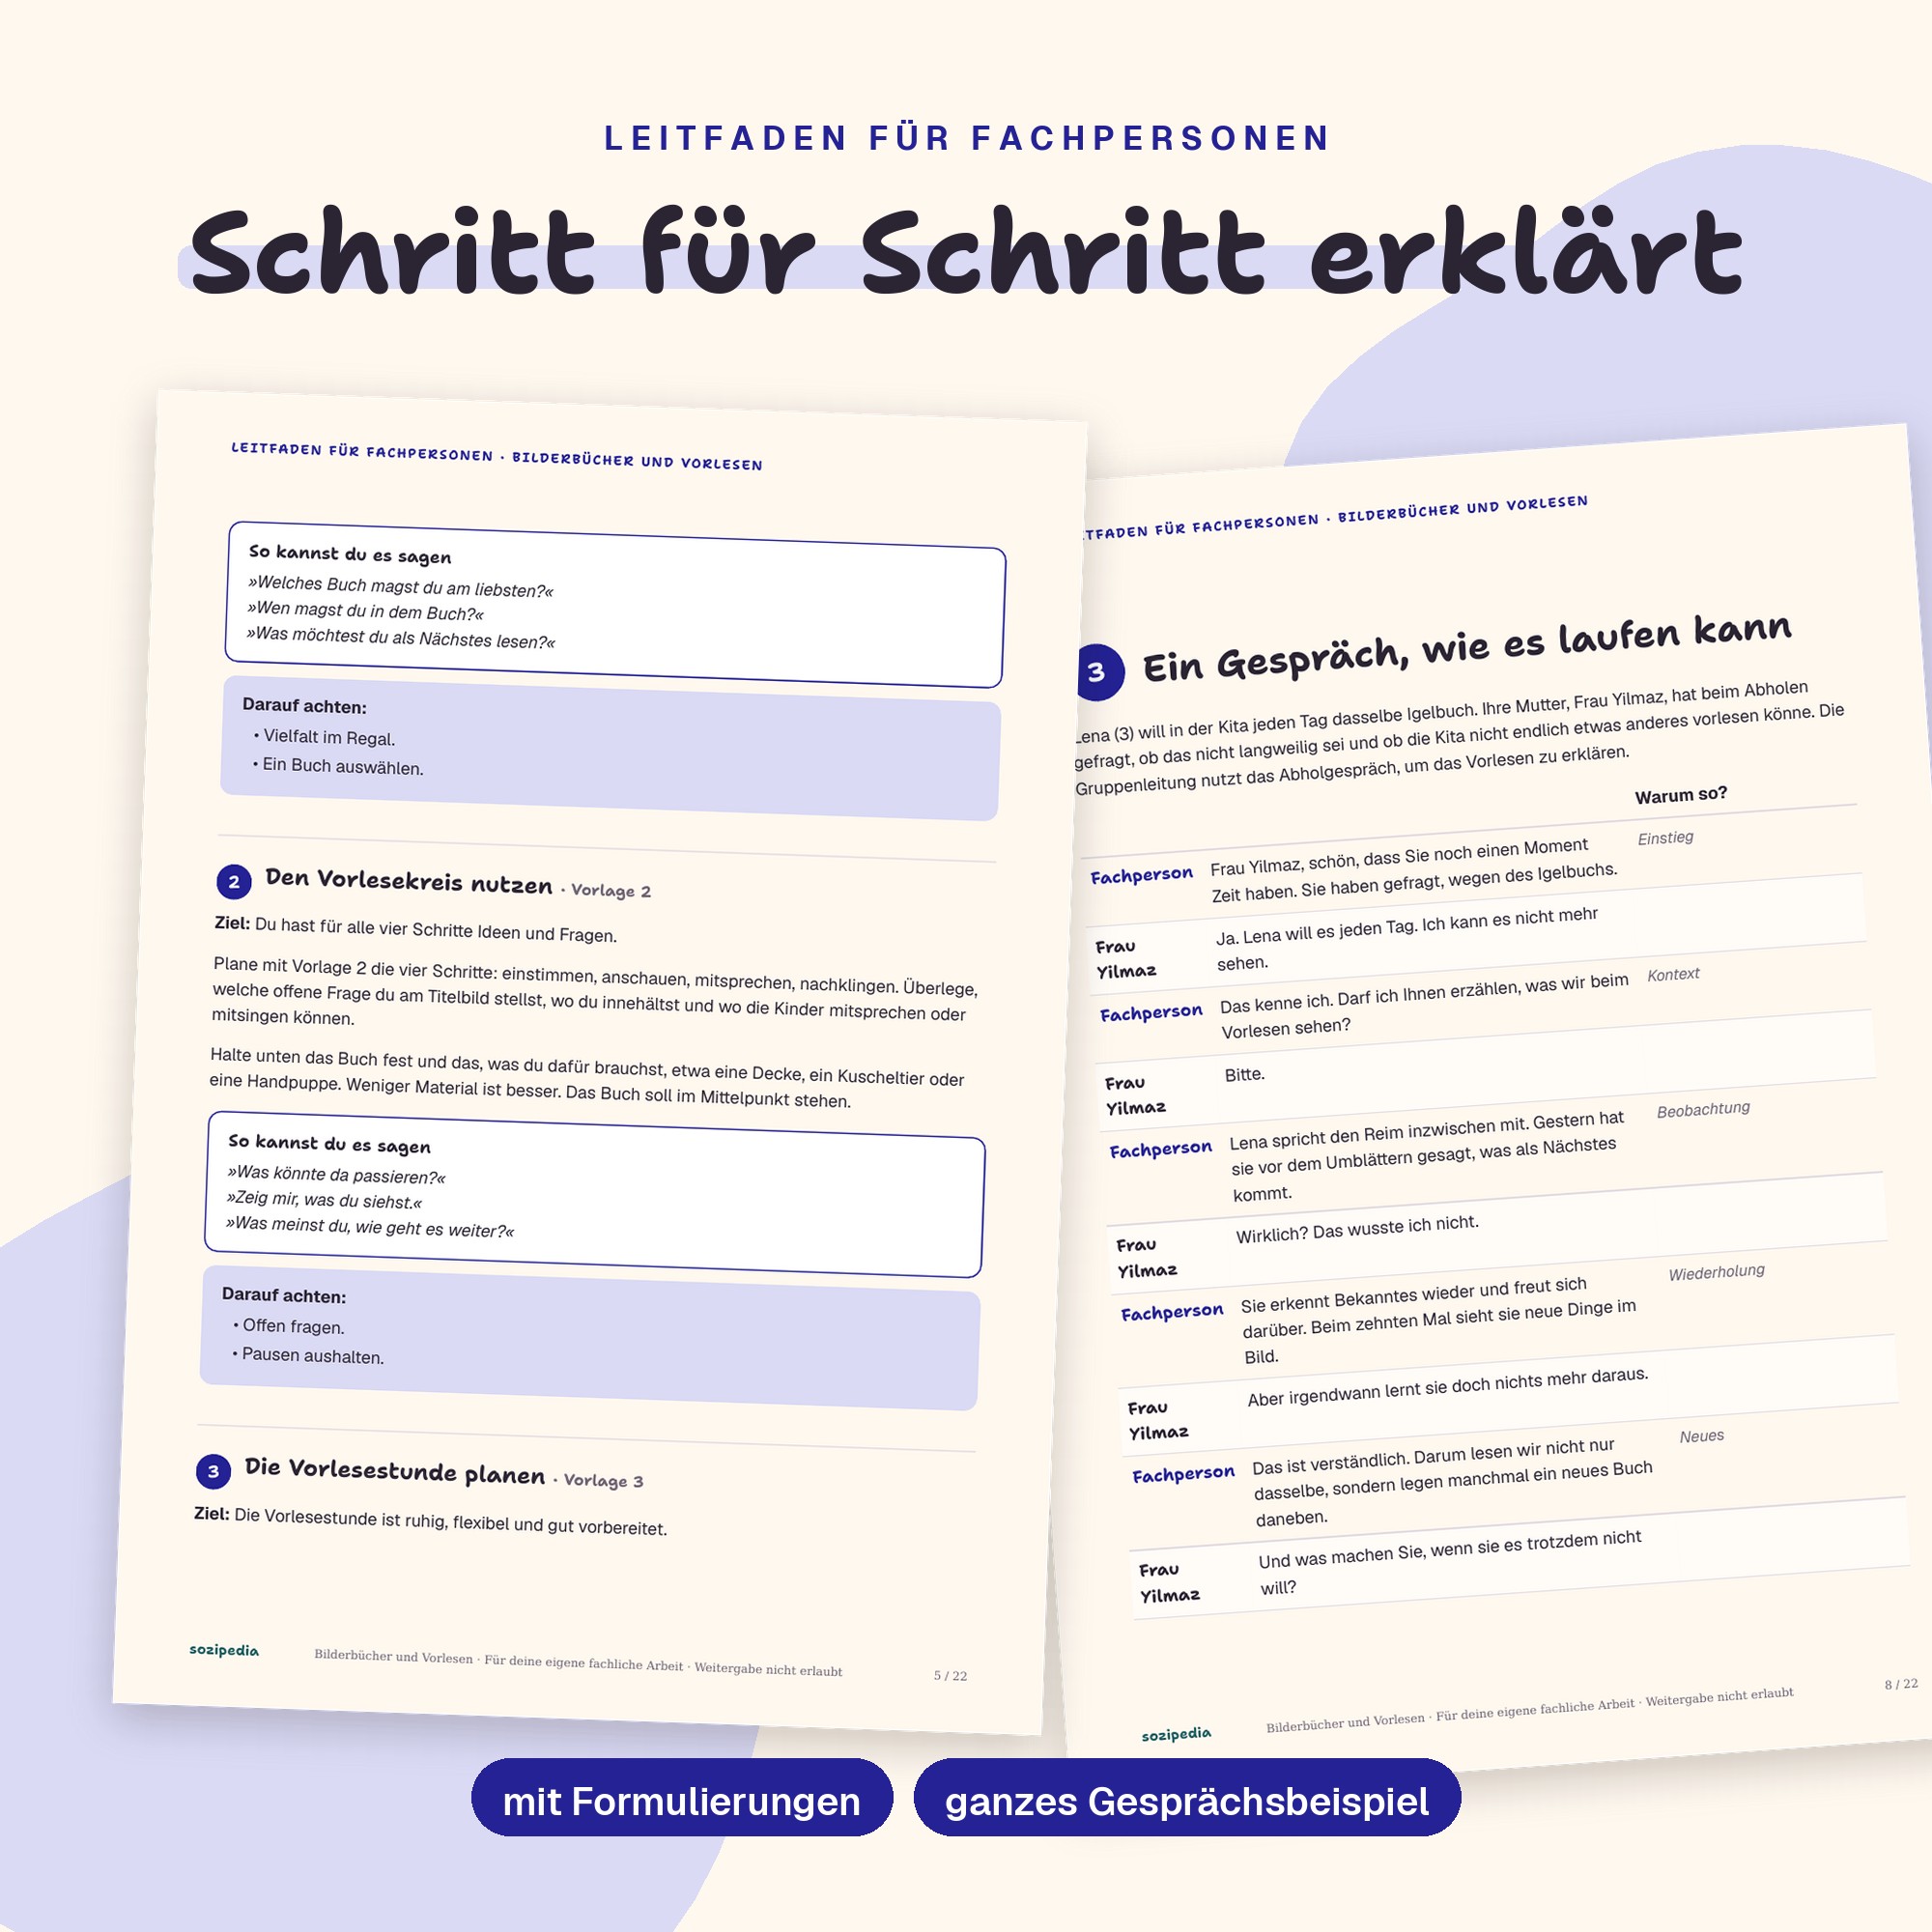 LEITFADEN FÜR FACHPERSONEN
Schritt für Schritt erklärt
LEITFADEN FÜR FACHPERSONEN · BILDERBÜCHER UND VORLESEN
So kannst du es sagen
»Welches Buch magst du am liebsten?«
»Wen magst du in dem Buch?«
»Was möchtest du als Nächstes lesen?«
Darauf achten:
• Vielfalt im Regal.
• Ein Buch auswählen.
2 Den Vorlesekreis nutzen · Vorlage 2
Ziel: Du hast für alle vier Schritte Ideen und Fragen.
Plane mit Vorlage 2 die vier Schritte: einstimmen, anschauen, mitsprechen, nachklingen. Überlege,
welche offene Frage du am Titelbild stellst, wo du innehältst und wo die Kinder mitsprechen oder
mitsingen können.
Halte unten das Buch fest und das, was du dafür brauchst, etwa eine Decke, ein Kuscheltier oder
eine Handpuppe. Weniger Material ist besser. Das Buch soll im Mittelpunkt stehen.
So kannst du es sagen
»Was könnte da passieren?«
»Zeig mir, was du siehst.«
»Was meinst du, wie geht es weiter?«
Darauf achten:
• Offen fragen.
• Pausen aushalten.
3 Die Vorlesestunde planen · Vorlage 3
Ziel: Die Vorlesestunde ist ruhig, flexibel und gut vorbereitet.
sozipedia Bilderbücher und Vorlesen · Für deine eigene fachliche Arbeit · Weitergabe nicht erlaubt 5 / 22
TFADEN FÜR FACHPERSONEN · BILDERBÜCHER UND VORLESEN
3 Ein Gespräch, wie es laufen kann
Lena (3) will in der Kita jeden Tag dasselbe Igelbuch. Ihre Mutter, Frau Yilmaz, hat beim Abholen
gefragt, ob das nicht langweilig sei und ob die Kita nicht endlich etwas anderes vorlesen könne. Die
Gruppenleitung nutzt das Abholgespräch, um das Vorlesen zu erklären.
Warum so?
Fachperson Frau Yilmaz, schön, dass Sie noch einen Moment Einstieg
Zeit haben. Sie haben gefragt, wegen des Igelbuchs.
Frau Ja. Lena will es jeden Tag. Ich kann es nicht mehr
Yilmaz sehen.
Fachperson Das kenne ich. Darf ich Ihnen erzählen, was wir beim Kontext
Vorlesen sehen?
Frau Bitte.
Yilmaz
Fachperson Lena spricht den Reim inzwischen mit. Gestern hat Beobachtung
sie vor dem Umblättern gesagt, was als Nächstes
kommt.
Frau Wirklich? Das wusste ich nicht.
Yilmaz
Fachperson Sie erkennt Bekanntes wieder und freut sich Wiederholung
darüber. Beim zehnten Mal sieht sie neue Dinge im
Bild.
Frau Aber irgendwann lernt sie doch nichts mehr daraus.
Yilmaz
Fachperson Das ist verständlich. Darum lesen wir nicht nur Neues
dasselbe, sondern legen manchmal ein neues Buch
daneben.
Frau Und was machen Sie, wenn sie es trotzdem nicht
Yilmaz will?
sozipedia Bilderbücher und Vorlesen · Für deine eigene fachliche Arbeit · Weitergabe nicht erlaubt 8 / 22
mit Formulierungen
ganzes Gesprächsbeispiel